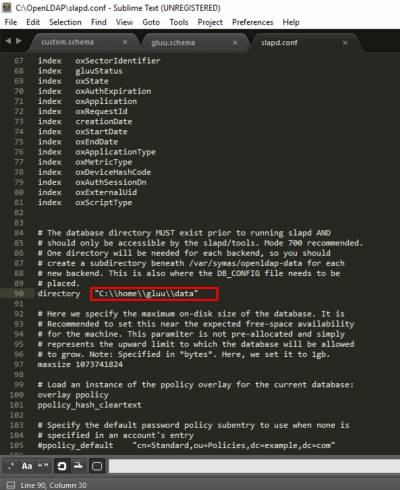 C:\OpenLDAP\slapd.conf - Sublime Text (UNREGISTERED)
File Edit Selection Find View Goto Tools Project Preferences Help
custom.schema × gluu.schema × slapd.conf ×
67 index oxSectorIdentifier
68 index gluuStatus
69 index oxState
70 index oxAuthExpiration
71 index oxApplication
72 index oxRequestId
73 index creationDate
74 index oxStartDate
75 index oxEndDate
76 index oxApplicationType
77 index oxMetricType
78 index oxDeviceHashCode
79 index oxAuthSessionDn
80 index oxExternalUid
81 index oxScriptType
82
83
84 # The database directory MUST exist prior to running slapd AND
85 # should only be accessible by the slapd/tools. Mode 700 recommended.
86 # One directory will be needed for each backend, so you should
87 # create a subdirectory beneath /var/symas/openldap-data for each
88 # new backend. This is also where the DB_CONFIG file needs to be
89 # placed.
90 directory "C:\\home\\gluu\\data"
91
92 # Here we specify the maximum on-disk size of the database. It is
93 # Recommended to set this near the expected free-space availability
94 # for the machine. This paramiter is not pre-allocated and simply
95 # represents the upward limit to which the database will be allowed
96 # to grow. Note: Specified in *bytes*. Here, we set it to 1gb.
97 maxsize 1073741824
98
99 # Load an instance of the ppolicy overlay for the current database:
100 overlay ppolicy
101 ppolicy_hash_cleartext
102
103 # Specify the default password policy subentry to use when none is
104 # specified in an account's entry
105 #ppolicy_default "cn=Standard,ou=Policies,dc=example,dc=com"
.* Aa “ ”
Line 90, Column 30